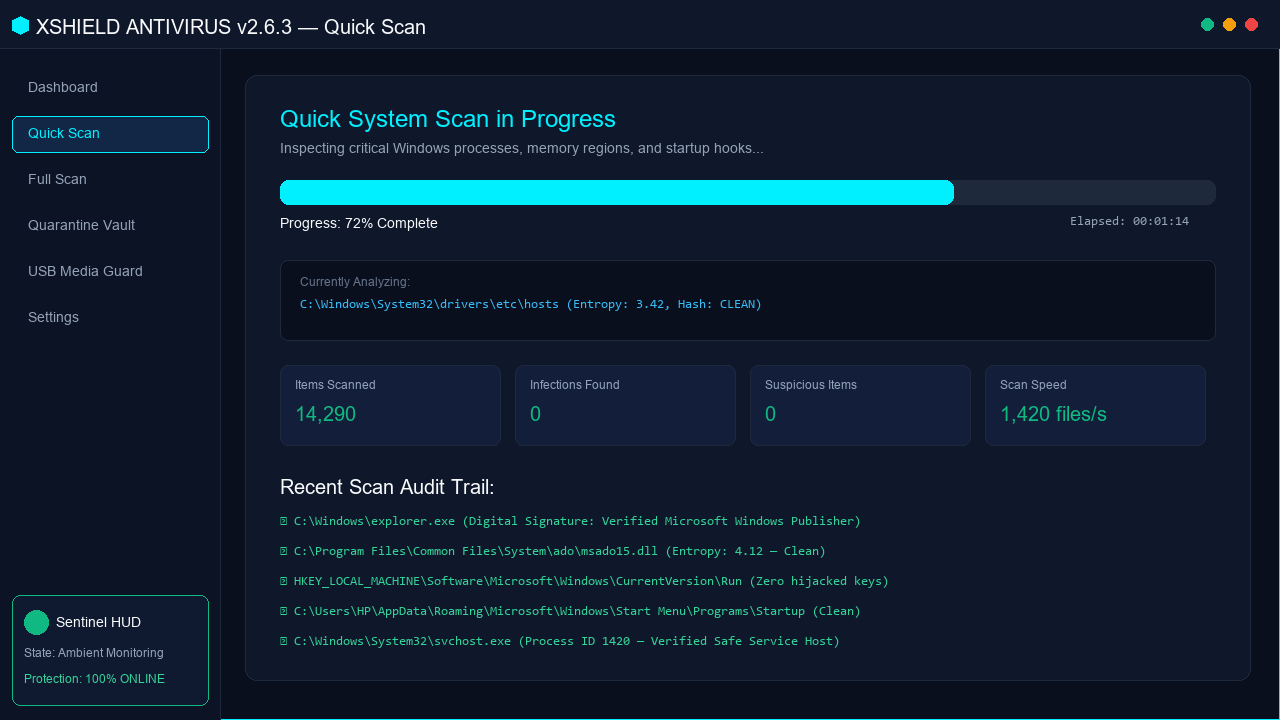 XSHIELD ANTIVIRUS v2.6.3 — Quick Scan
Dashboard
Quick Scan
Full Scan
Quarantine Vault
USB Media Guard
Settings
Sentinel HUD
State: Ambient Monitoring
Protection: 100% ONLINE
Quick System Scan in Progress
Inspecting critical Windows processes, memory regions, and startup hooks...
Progress: 72% Complete
Elapsed: 00:01:14
Currently Analyzing:
C:\Windows\System32\drivers\etc\hosts (Entropy: 3.42, Hash: CLEAN)
Items Scanned
14,290
Infections Found
0
Suspicious Items
0
Scan Speed
1,420 files/s
Recent Scan Audit Trail:
C:\Windows\explorer.exe (Digital Signature: Verified Microsoft Windows Publisher)
C:\Program Files\Common Files\System\ado\msado15.dll (Entropy: 4.12 — Clean)
HKEY_LOCAL_MACHINE\Software\Microsoft\Windows\CurrentVersion\Run (Zero hijacked keys)
C:\Users\HP\AppData\Roaming\Microsoft\Windows\Start Menu\Programs\Startup (Clean)
C:\Windows\System32\svchost.exe (Process ID 1420 — Verified Safe Service Host)